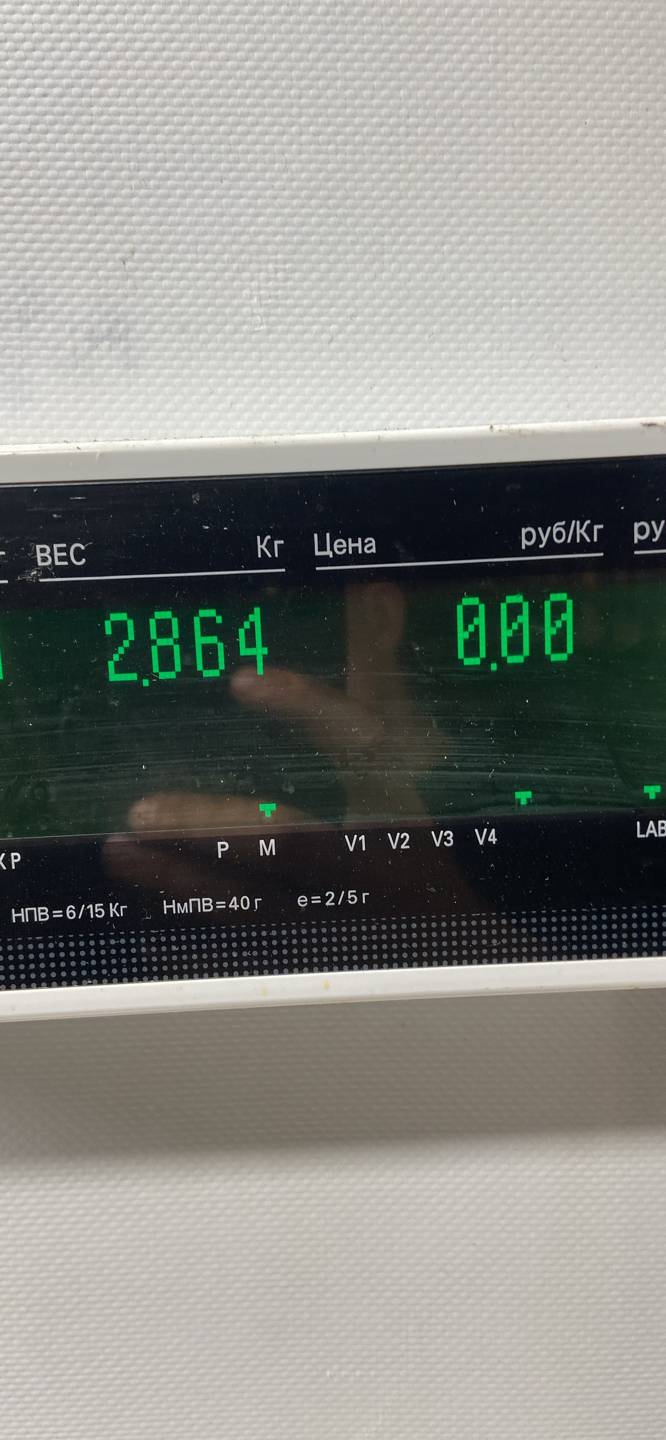 ВЕС Кг Цена руб/Кг
2.864 0.00
P M V1 V2 V3 V4
НПВ=6/15 Кг НмПВ=40 г e=2/5 г